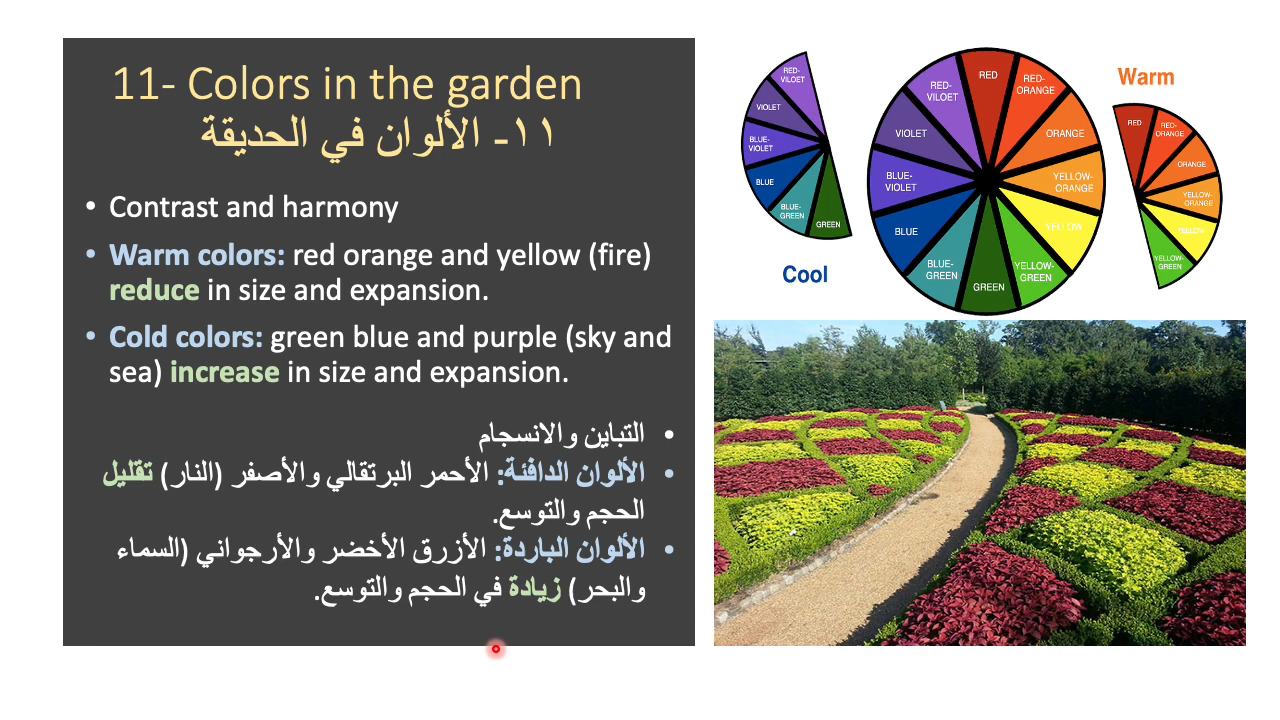 11- Colors in the garden
١١- الألوان في الحديقة
• Contrast and harmony
• Warm colors: red orange and yellow (fire)
reduce in size and expansion.
• Cold colors: green blue and purple (sky and
sea) increase in size and expansion.
• التباين والانسجام
• الألوان الدافئة: الأحمر البرتقالي والأصفر (النار) تقليل
الحجم والتوسع.
• الألوان الباردة: الأزرق الأخضر والأرجواني (السماء
والبحر) زيادة في الحجم والتوسع.
RED-
VILOET
VIOLET
BLUE-
VIOLET
BLUE
BLUE-
GREEN
GREEN
Cool
RED
RED-
ORANGE
ORANGE
YELLOW-
ORANGE
YELLOW
YELLOW-
GREEN
GREEN
BLUE-
GREEN
BLUE
BLUE-
VIOLET
VIOLET
RED-
VILOET
Warm
RED
RED-
ORANGE
ORANGE
YELLOW-
ORANGE
YELLOW
YELLOW-
GREEN